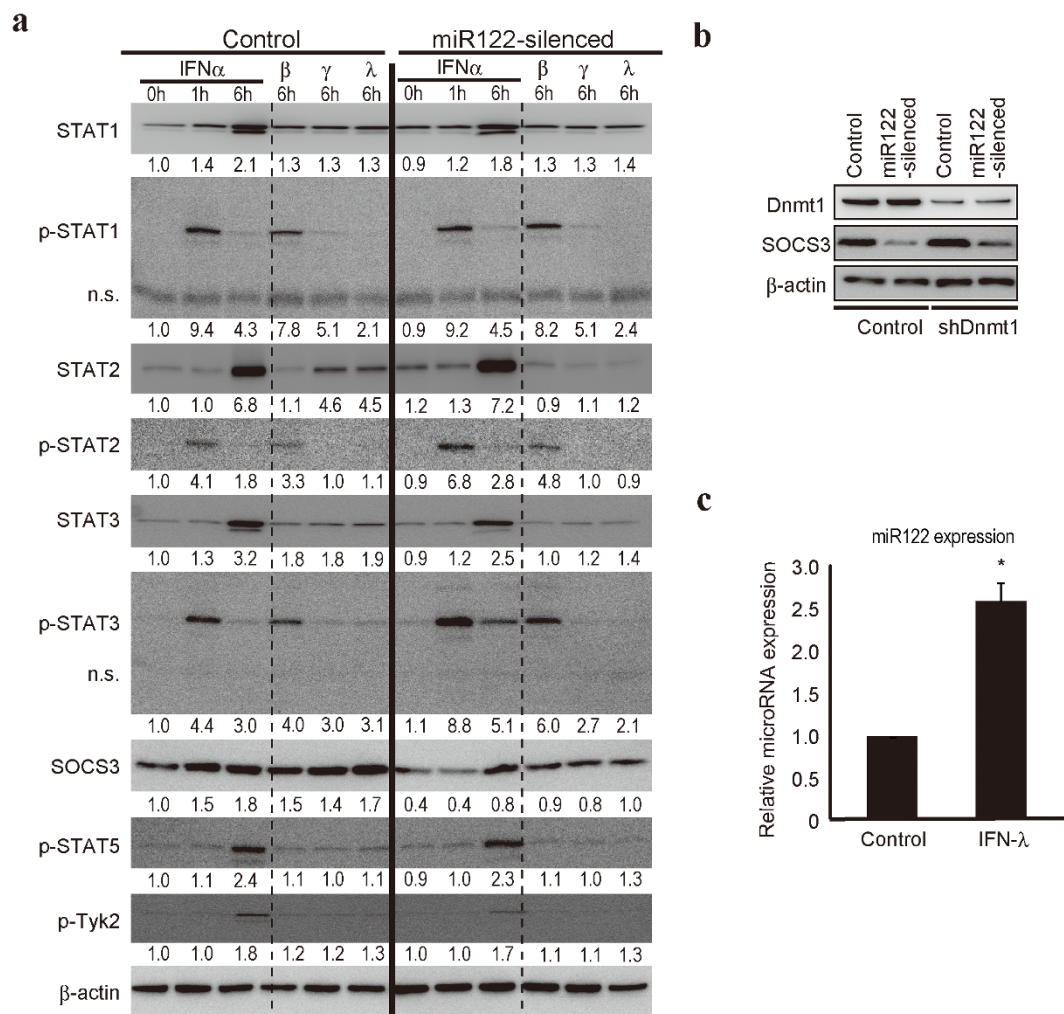 a
Control miR122-silenced
IFNα β γ λ IFNα β γ λ
0h 1h 6h 6h 6h 6h 0h 1h 6h 6h 6h 6h
STAT1
1.0 1.4 2.1 1.3 1.3 1.3 0.9 1.2 1.8 1.3 1.3 1.4
p-STAT1
n.s.
1.0 9.4 4.3 7.8 5.1 2.1 0.9 9.2 4.5 8.2 5.1 2.4
STAT2
1.0 1.0 6.8 1.1 4.6 4.5 1.2 1.3 7.2 0.9 1.1 1.2
p-STAT2
1.0 4.1 1.8 3.3 1.0 1.1 0.9 6.8 2.8 4.8 1.0 0.9
STAT3
1.0 1.3 3.2 1.8 1.8 1.9 0.9 1.2 2.5 1.0 1.2 1.4
p-STAT3
n.s.
1.0 4.4 3.0 4.0 3.0 3.1 1.1 8.8 5.1 6.0 2.7 2.1
SOCS3
1.0 1.5 1.8 1.5 1.4 1.7 0.4 0.4 0.8 0.9 0.8 1.0
p-STAT5
1.0 1.1 2.4 1.1 1.0 1.1 0.9 1.0 2.3 1.1 1.0 1.3
p-Tyk2
1.0 1.0 1.8 1.2 1.2 1.3 1.0 1.0 1.7 1.1 1.1 1.3
β-actin
b
Control
miR122
-silenced
Control
miR122
-silenced
Dnmt1
SOCS3
β-actin
Control shDnmt1
c
miR122 expression
*
Relative microRNA expression
3.0
2.5
2.0
1.0
0.5
0
Control IFN-λ